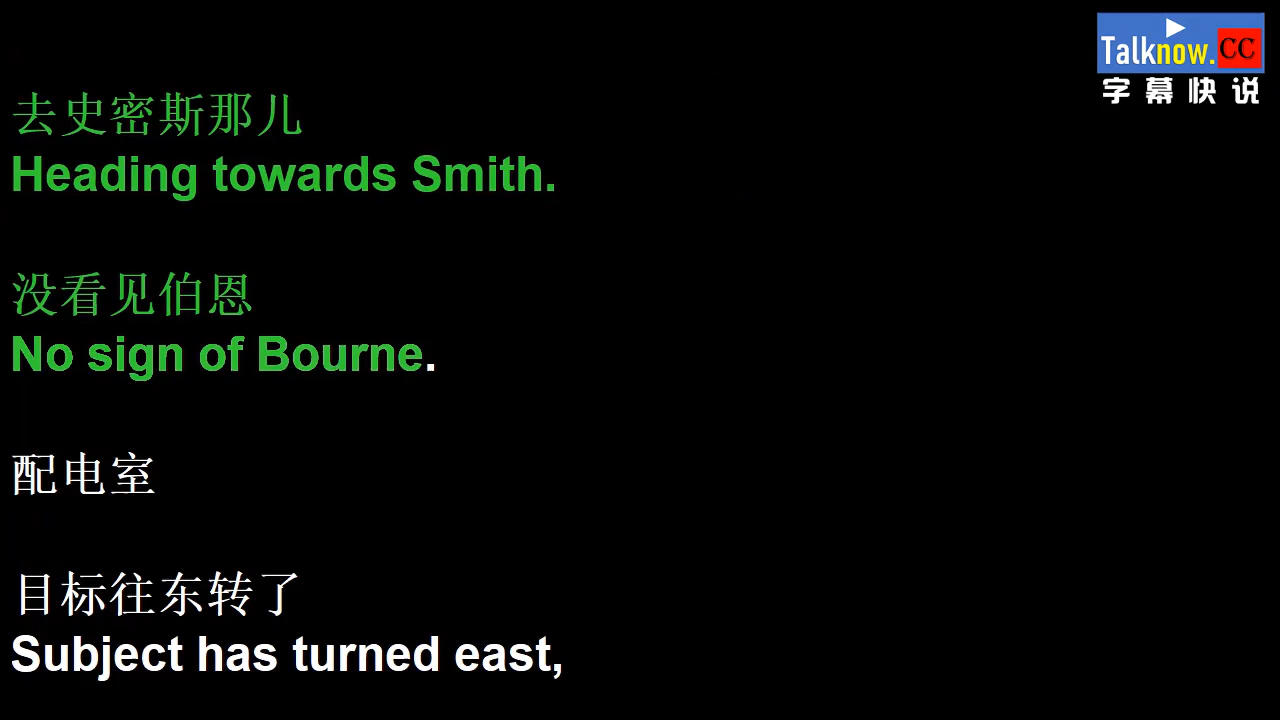 Talknow.CC
字幕快说
去史密斯那儿
Heading towards Smith.
没看见伯恩
No sign of Bourne.
配电室
目标往东转了
Subject has turned east,